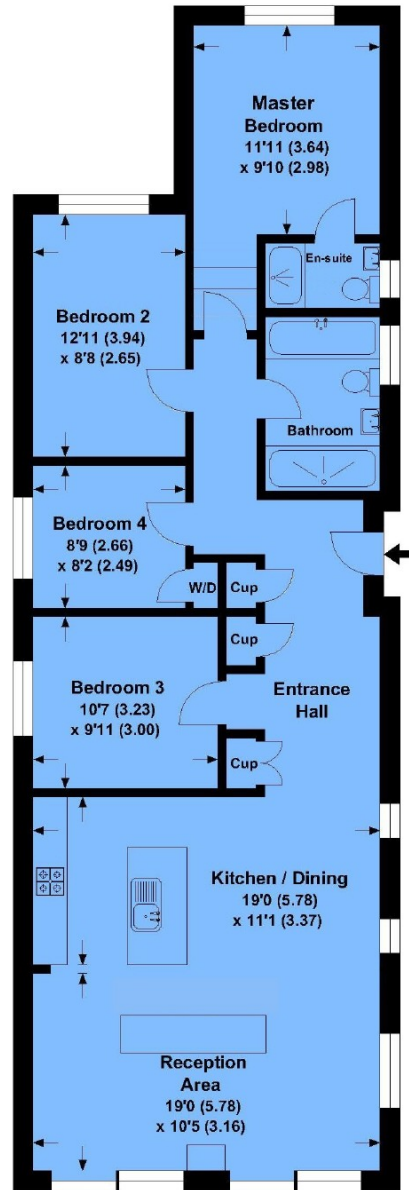 Master
Bedroom
11'11 (3.64)
x 9'10 (2.98)
En-suite
Bedroom 2
12'11 (3.94)
x 8'8 (2.65)
Bathroom
Bedroom 4
8'9 (2.66)
x 8'2 (2.49)
W/D
Cup
Cup
Bedroom 3
10'7 (3.23)
x 9'11 (3.00)
Entrance
Hall
Cup
Kitchen / Dining
19'0 (5.78)
x 11'1 (3.37)
Reception
Area
19'0 (5.78)
x 10'5 (3.16)